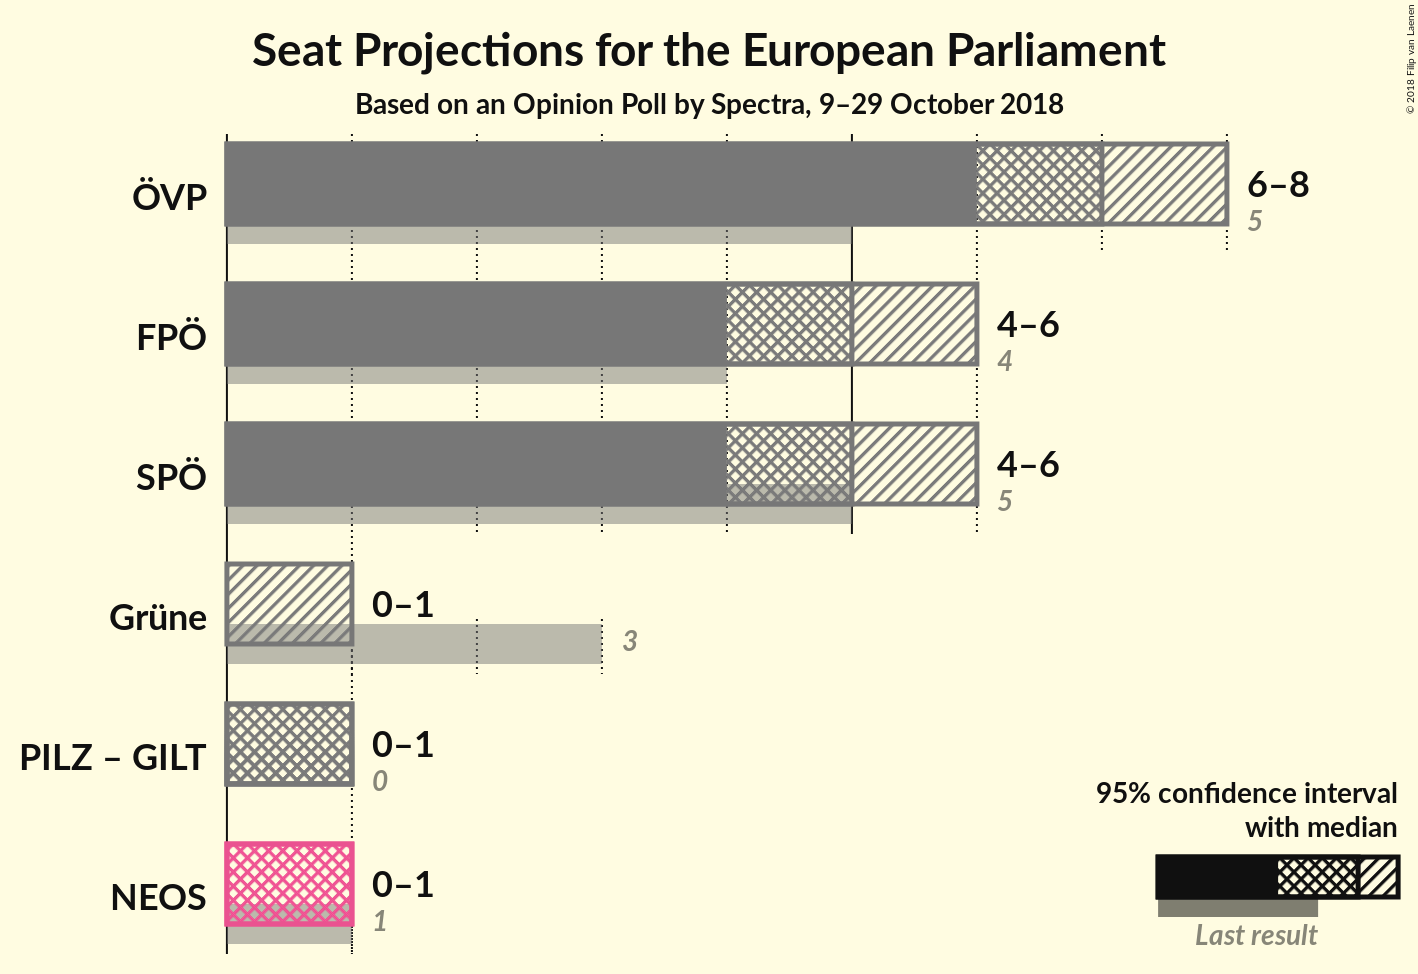 Seat Projections for the European Parliament
Based on an Opinion Poll by Spectra, 9–29 October 2018
© 2018 Filip van Laenen
ÖVP
6–8
5
FPÖ
4–6
4
SPÖ
4–6
5
Grüne
0–1
3
PILZ – GILT
0–1
0
NEOS
0–1
1
95% confidence interval
with median
Last result